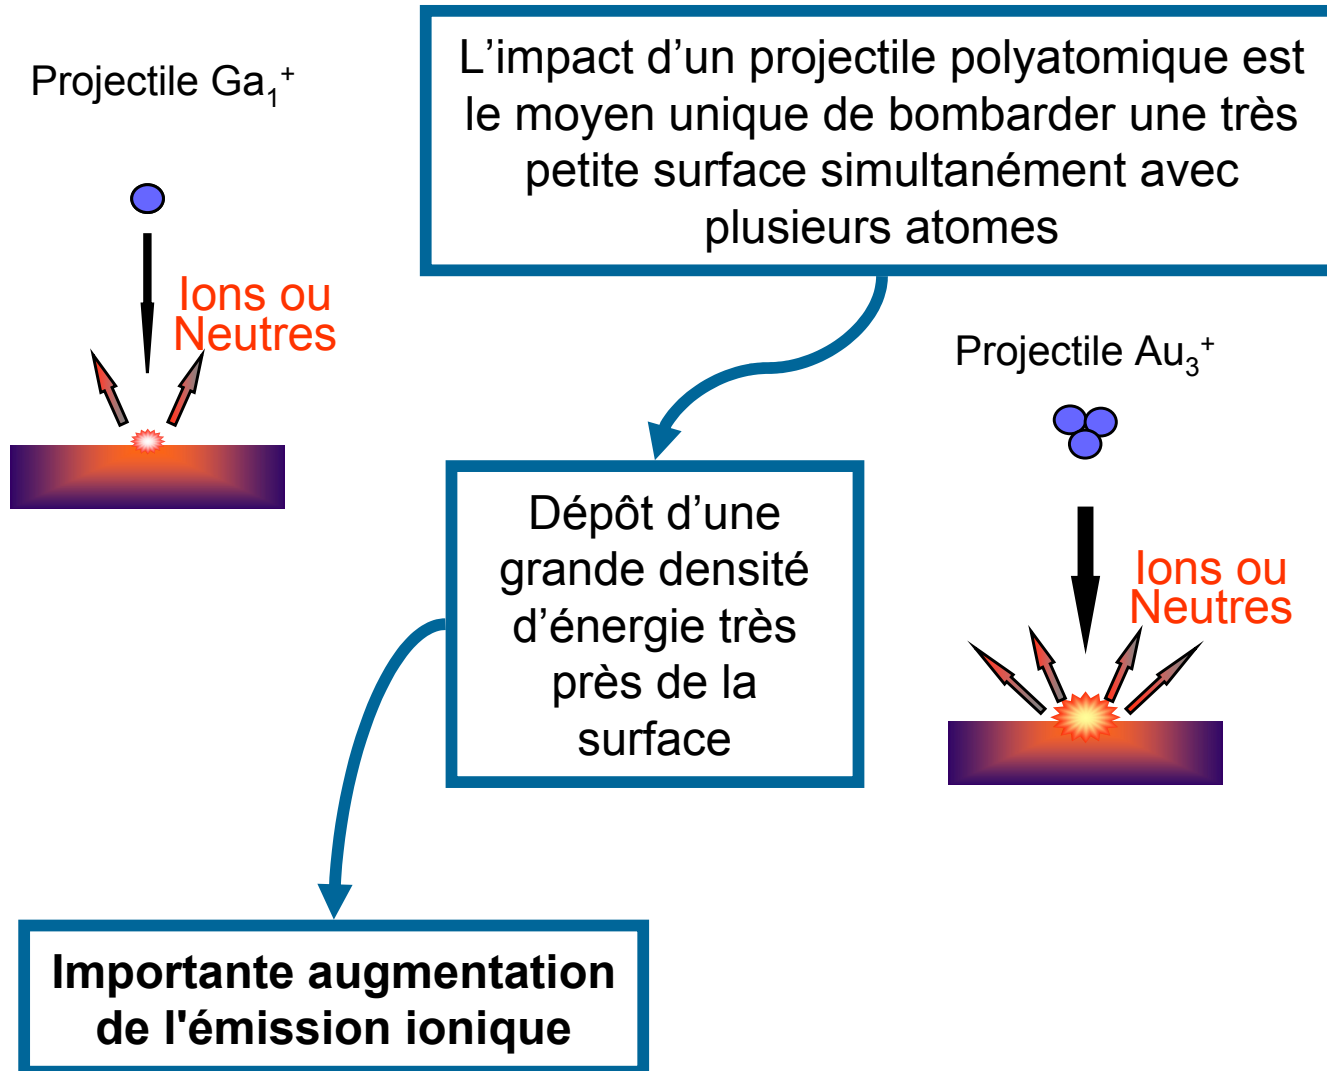 Projectile Ga₁⁺
L’impact d’un projectile polyatomique est
le moyen unique de bombarder une très
petite surface simultanément avec
plusieurs atomes
Ions ou
Neutres
Projectile Au₃⁺
Dépôt d’une
grande densité
d’énergie très
près de la
surface
Ions ou
Neutres
Importante augmentation
de l'émission ionique